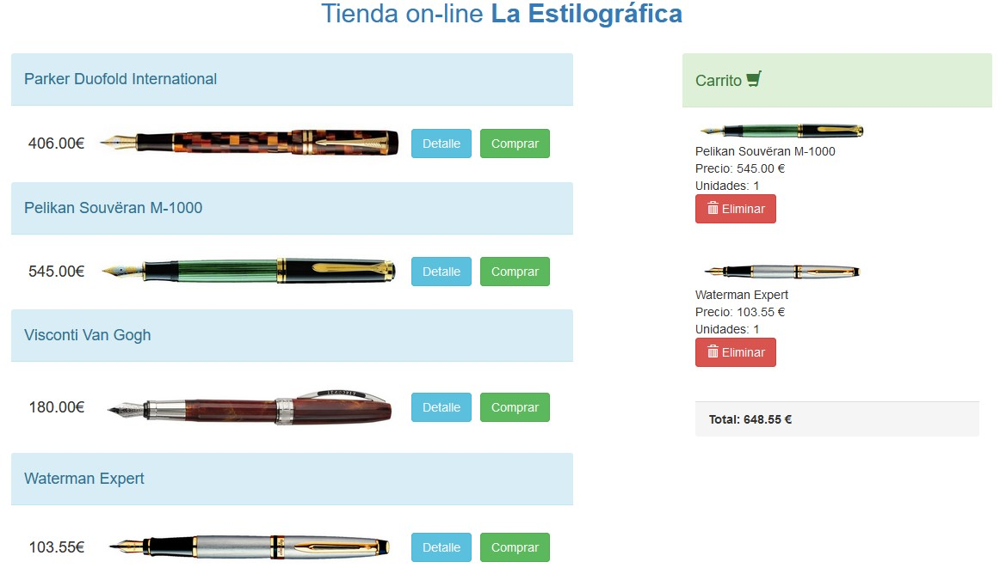 Tienda on-line La Estilográfica
Parker Duofold International
406.00€
Detalle
Comprar
Pelikan Souvëran M-1000
545.00€
Detalle
Comprar
Visconti Van Gogh
180.00€
Detalle
Comprar
Waterman Expert
103.55€
Detalle
Comprar
Carrito
Pelikan Souvëran M-1000
Precio: 545.00 €
Unidades: 1
Eliminar
Waterman Expert
Precio: 103.55 €
Unidades: 1
Eliminar
Total: 648.55 €